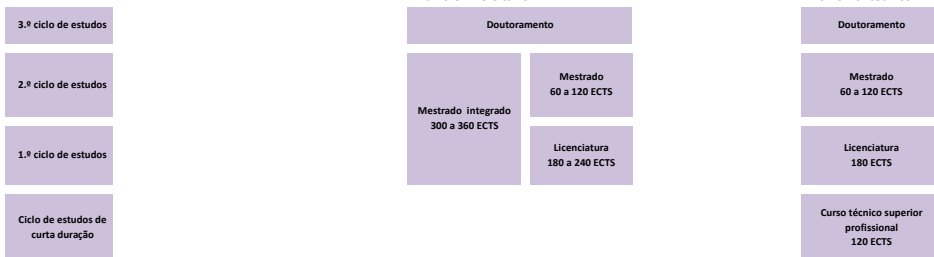 3.º ciclo de estudos
Doutoramento
Doutoramento
2.º ciclo de estudos
Mestrado integrado
300 a 360 ECTS
Mestrado
60 a 120 ECTS
Mestrado
60 a 120 ECTS
1.º ciclo de estudos
Licenciatura
180 a 240 ECTS
Licenciatura
180 ECTS
Ciclo de estudos de
curta duração
Curso técnico superior
profissional
120 ECTS